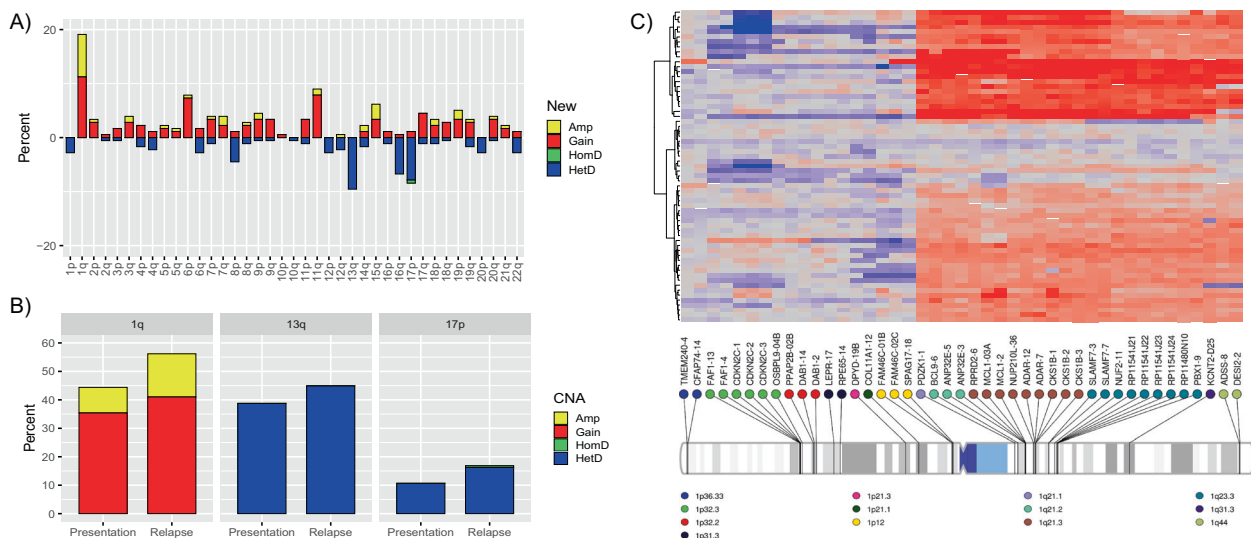 A)
20
0
−20
Percent
1p
1q
2p
2q
3p
3q
4p
4q
5q
6p
6q
7p
7q
8p
8q
9p
9q
10p
10q
11q
12p
12q
13q
14q
15q
16q
16p
17p
17q
18p
18q
19p
19q
20p
20q
21q
22q
New
Amp
Gain
HomD
HetD
B)
1q
13q
17p
60
50
40
30
20
10
0
Percent
Presentation
Relapse
Presentation
Relapse
Presentation
Relapse
CNA
Amp
Gain
HomD
HetD
C)
TMEM240-4
CFAP74-14
FAF1-13
FAF1-4
CDKN2C-1
CDKN2C-2
CDKN2C-3
OSBPL9-04B
PPAP2B-02B
DAB1-14
DAB1-2
LEPR-17
RPE65-14
DPYD-19B
COL11A1-12
FAM46C-01B
FAM46C-02C
SPAG17-18
PDZK1-1
BCL9-6
ANP32E-5
ANP32E-3
RPRD2-6
MCL1-03A
MCL1-2
NUP210L-36
ADAR-12
ADAR-7
CKS1B-1
CKS1B-2
CKS1B-3
SLAMF7-3
SLAMF7-7
NUF2-11
RP11541J21
RP11541J22
RP11541J23
RP11541J24
RP11480N10
PBX1-9
KCNT2-D25
ADSS-8
DESI2-2
1p36.33
1p32.3
1p32.2
1p31.3
1p21.3
1p21.1
1p12
1q21.1
1q21.2
1q21.3
1q23.3
1q31.3
1q44